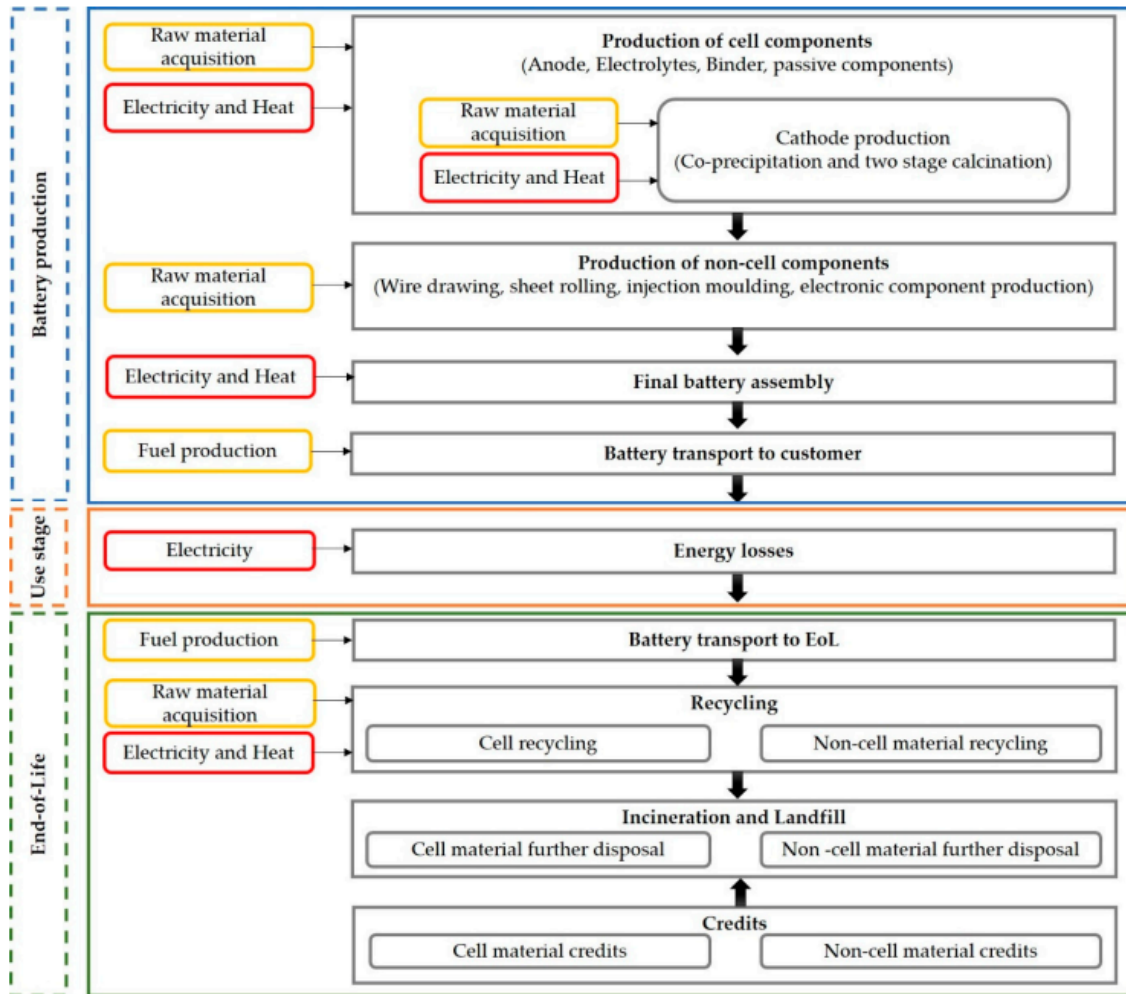 Battery production
Raw material
acquisition
Electricity and Heat
Production of cell components
(Anode, Electrolytes, Binder, passive components)
Raw material
acquisition
Electricity and Heat
Cathode production
(Co-precipitation and two stage calcination)
Raw material
acquisition
Production of non-cell components
(Wire drawing, sheet rolling, injection moulding, electronic component production)
Electricity and Heat
Final battery assembly
Fuel production
Battery transport to customer
Use stage
Electricity
Energy losses
End-of-Life
Fuel production
Battery transport to EoL
Raw material
acquisition
Electricity and Heat
Recycling
Cell recycling
Non-cell material recycling
Incineration and Landfill
Cell material further disposal
Non -cell material further disposal
Credits
Cell material credits
Non-cell material credits